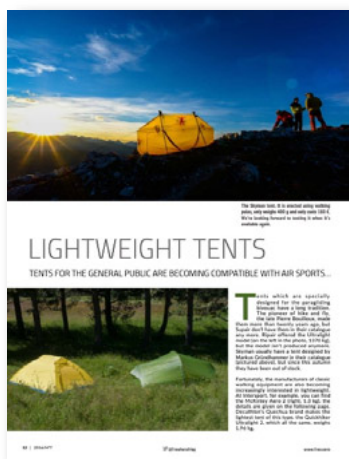 The Skyman tent. It is erected using walking
poles, only weighs 400 g and only costs 150 €.
We're looking forward to testing it when it's
available again.
LIGHTWEIGHT TENTS
TENTS FOR THE GENERAL PUBLIC ARE BECOMING COMPATIBLE WITH AIR SPORTS...
Tents which are specially
designed for the paragliding
bivouac have a long tradition.
The pioneer of hike and fly,
the late Pierre Bouilloux, made
them more than twenty years ago, but
Supair don't have them in their catalogue
any more. Ripair offered the Ultralight
model (on the left in the photo,
but the model isn't produced anymore.
Skyman usually have a tent designed by
Markus Gründhammer in their catalogue
(pictured above), but since this autumn
they have been out of stock.
Fortunately, the manufacturers of classic
walking equipment are also becoming
increasingly interested in lightweight.
At Intersport, for example, you can find
the McKinley Aero 2 (right, 1.3 kg), the
details are given on the following page.
Decathlon's Quechua brand makes the
lightest tent of this type, the QuickHiker
Ultralight 2, which all the same, weighs
1.96 kg.